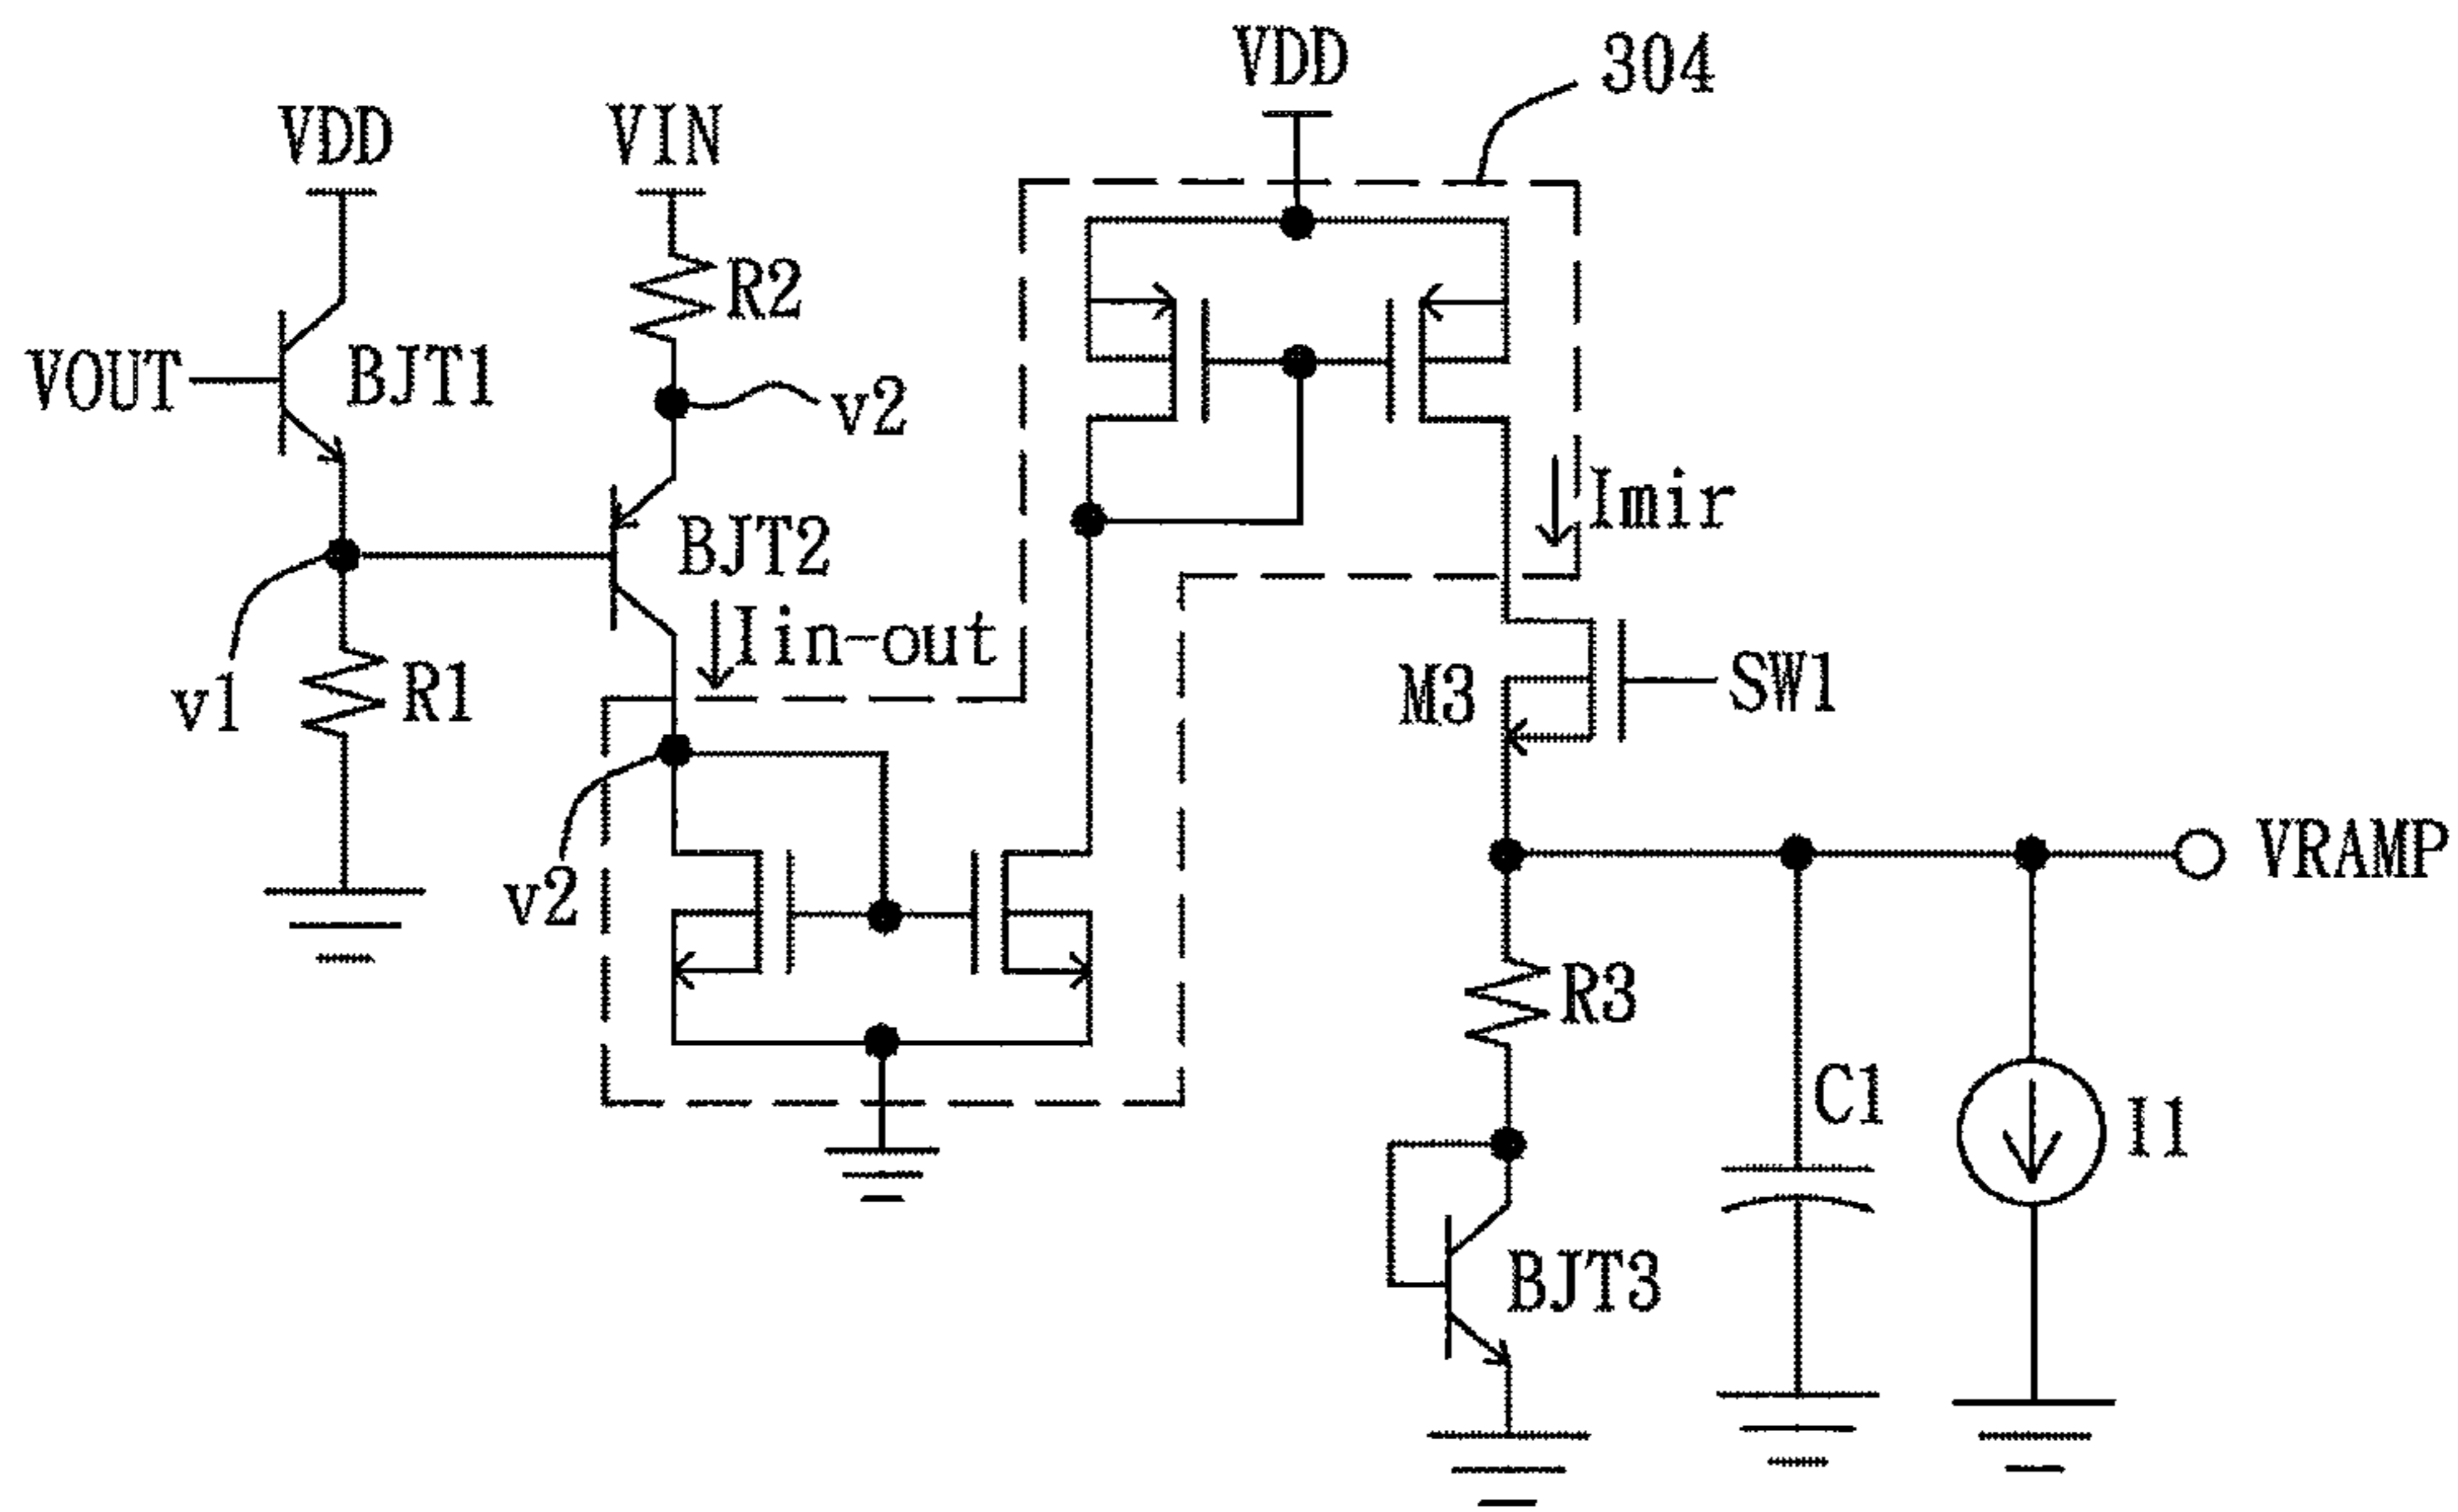 VDD
304
VDD
VIN
R2
VOUT
BJT1
v2
Imir
BJT2
Iin-out
v1
R1
M3
SW1
v2
VRAMP
R3
C1
I1
BJT3